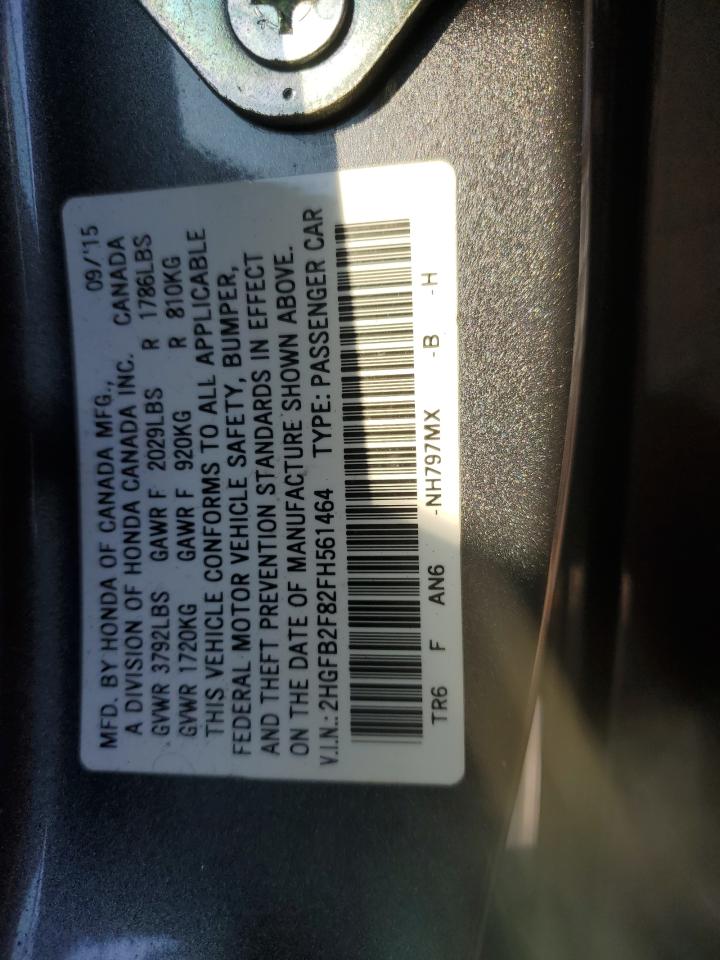 MFD. BY HONDA OF CANADA MFG., 09/'15
A DIVISION OF HONDA CANADA INC. CANADA
GVWR 3792LBS GAWR F 2029LBS R 1786LBS
GVWR 1720KG GAWR F 920KG R 810KG
THIS VEHICLE CONFORMS TO ALL APPLICABLE
FEDERAL MOTOR VEHICLE SAFETY, BUMPER,
AND THEFT PREVENTION STANDARDS IN EFFECT
ON THE DATE OF MANUFACTURE SHOWN ABOVE.
V.I.N.: 2HGFB2F82FH561464 TYPE: PASSENGER CAR
TR6 F AN6 -NH797MX -B -H